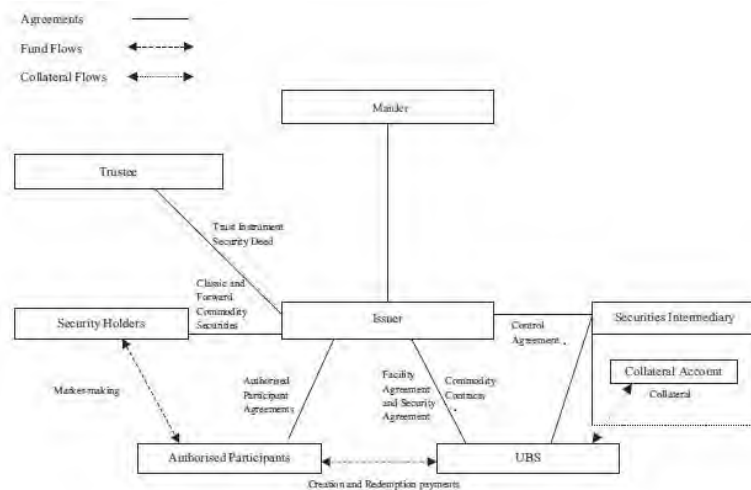 Agreements
Fund Flows
Collateral Flows
Manler
Trustee
Trust Instrument
Security Deed
Classic and
Forward
Commodity
Securities
Security Holders
Issuer
Control
Agreement
Securities Intermediary
Collateral Account
Collateral
Market-making
Authorised
Participant
Agreements
Facility
Agreement
and Security
Agreement
Commodity
Contracts
Authorised Participants
UBS
Creation and Redemption payments